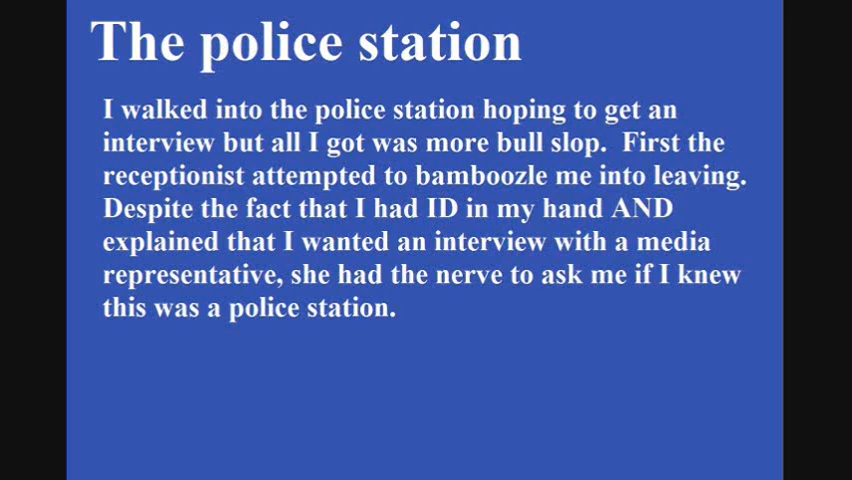 The police station
I walked into the police station hoping to get an
interview but all I got was more bull slop.  First the
receptionist attempted to bamboozle me into leaving.
Despite the fact that I had ID in my hand AND
explained that I wanted an interview with a media
representative, she had the nerve to ask me if I knew
this was a police station.